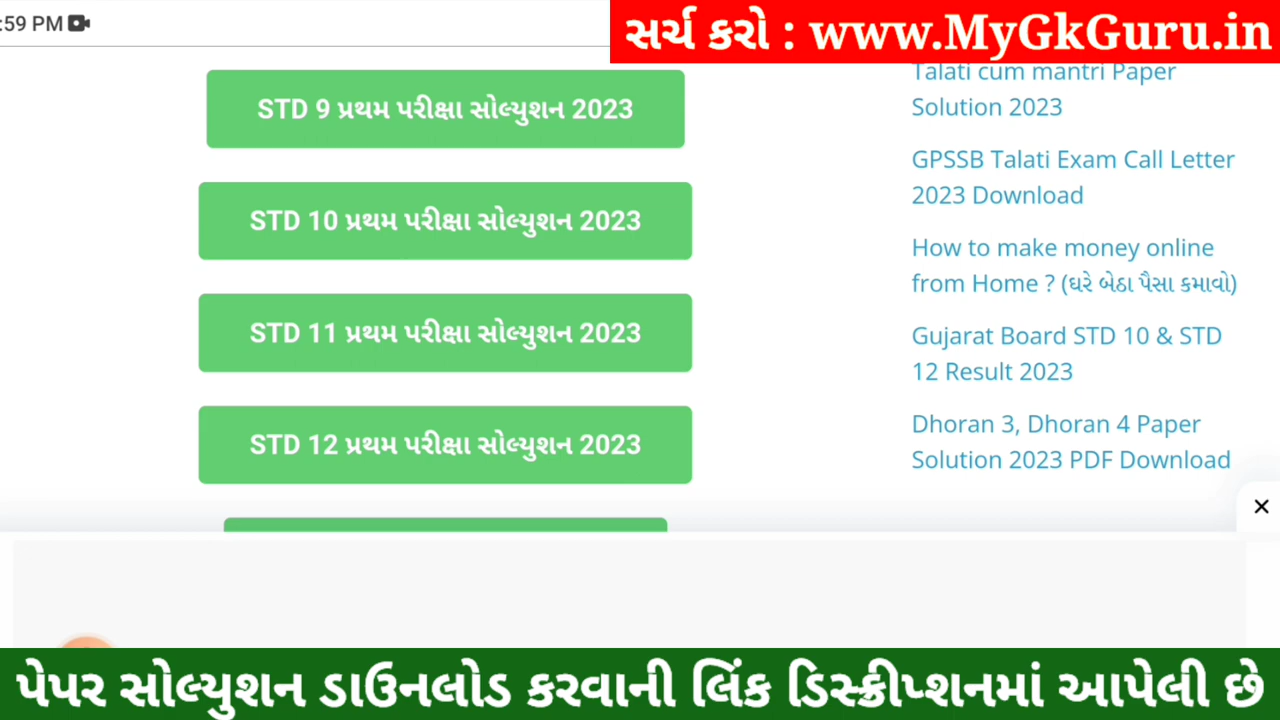 :59 PM
સર્ચ કરો : www.MyGkGuru.in
STD 9 પ્રથમ પરીક્ષા સોલ્યુશન 2023
STD 10 પ્રથમ પરીક્ષા સોલ્યુશન 2023
STD 11 પ્રથમ પરીક્ષા સોલ્યુશન 2023
STD 12 પ્રથમ પરીક્ષા સોલ્યુશન 2023
Talati cum mantri Paper
Solution 2023
GPSSB Talati Exam Call Letter
2023 Download
How to make money online
from Home ? (ઘરે બેઠા પૈસા કમાવો)
Gujarat Board STD 10 & STD
12 Result 2023
Dhoran 3, Dhoran 4 Paper
Solution 2023 PDF Download
પેપર સોલ્યુશન ડાઉનલોડ કરવાની લિંક ડિસ્ક્રીપ્શનમાં આપેલી છે